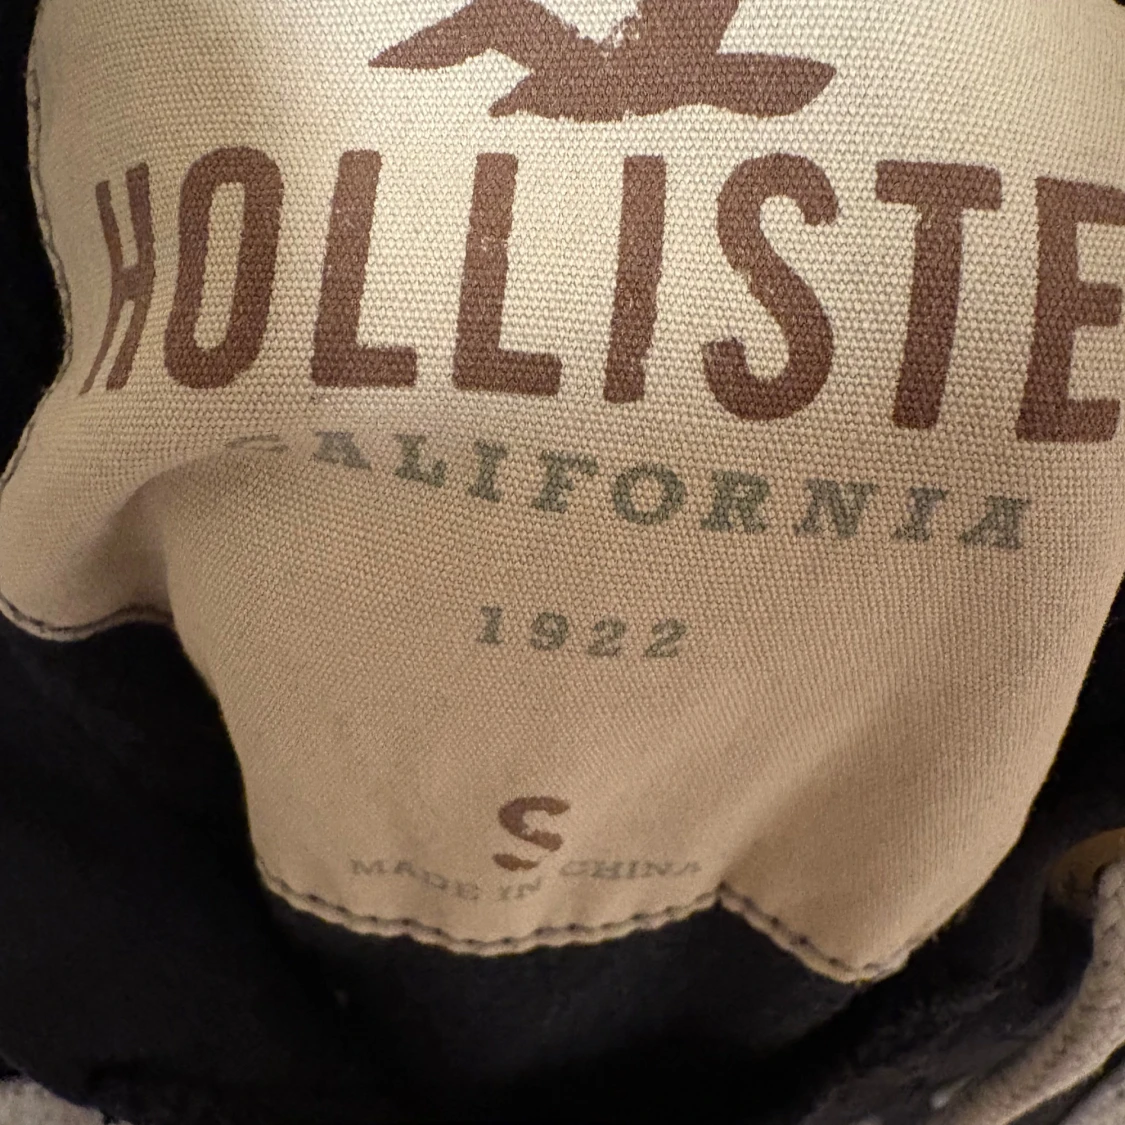 HOLLISTE
CALIFORNIA
1922
S
MADE IN CHINA